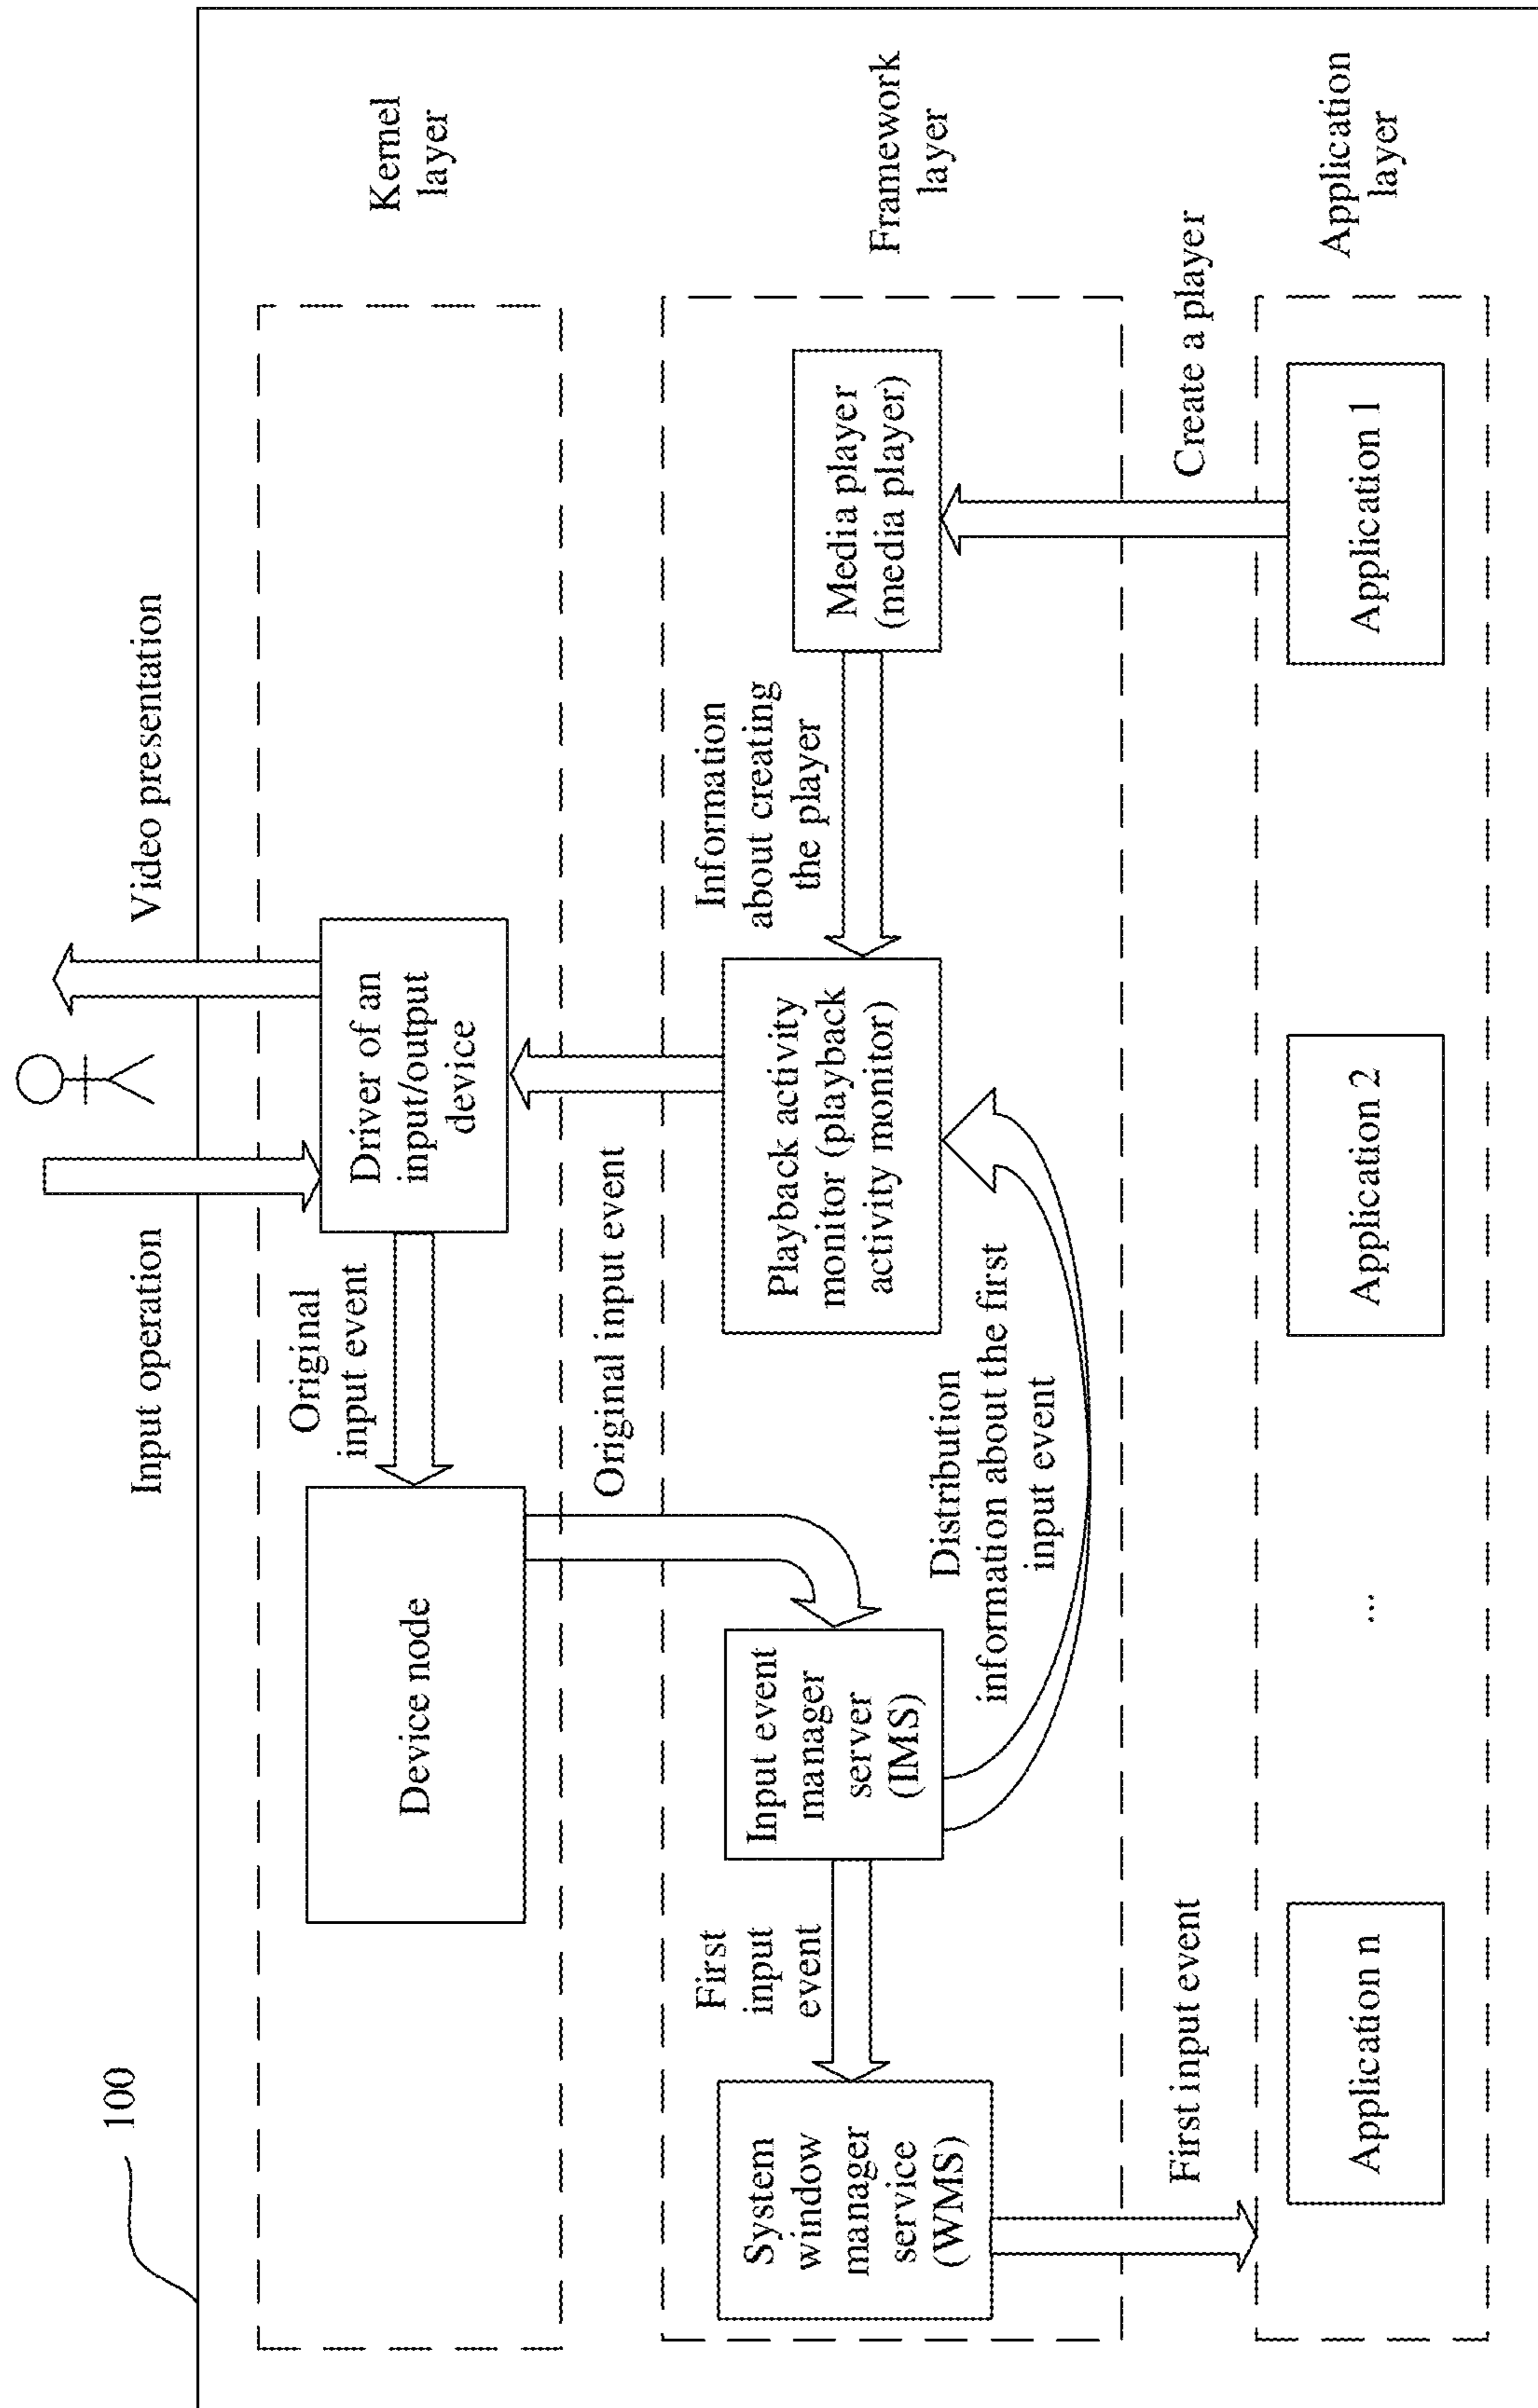 100
Input operation
Video presentation
Kernel
layer
Device node
Original
input event
Driver of an
input/output
device
Original input event
Framework
layer
System
window
manager
service
(WMS)
First
input
event
Input event
manager
server
(IMS)
Distribution
information about the first
input event
Playback activity
monitor (playback
activity monitor)
Information
about creating
the player
Media player
(media player)
First input event
Create a player
Application
layer
Application n
...
Application 2
Application 1